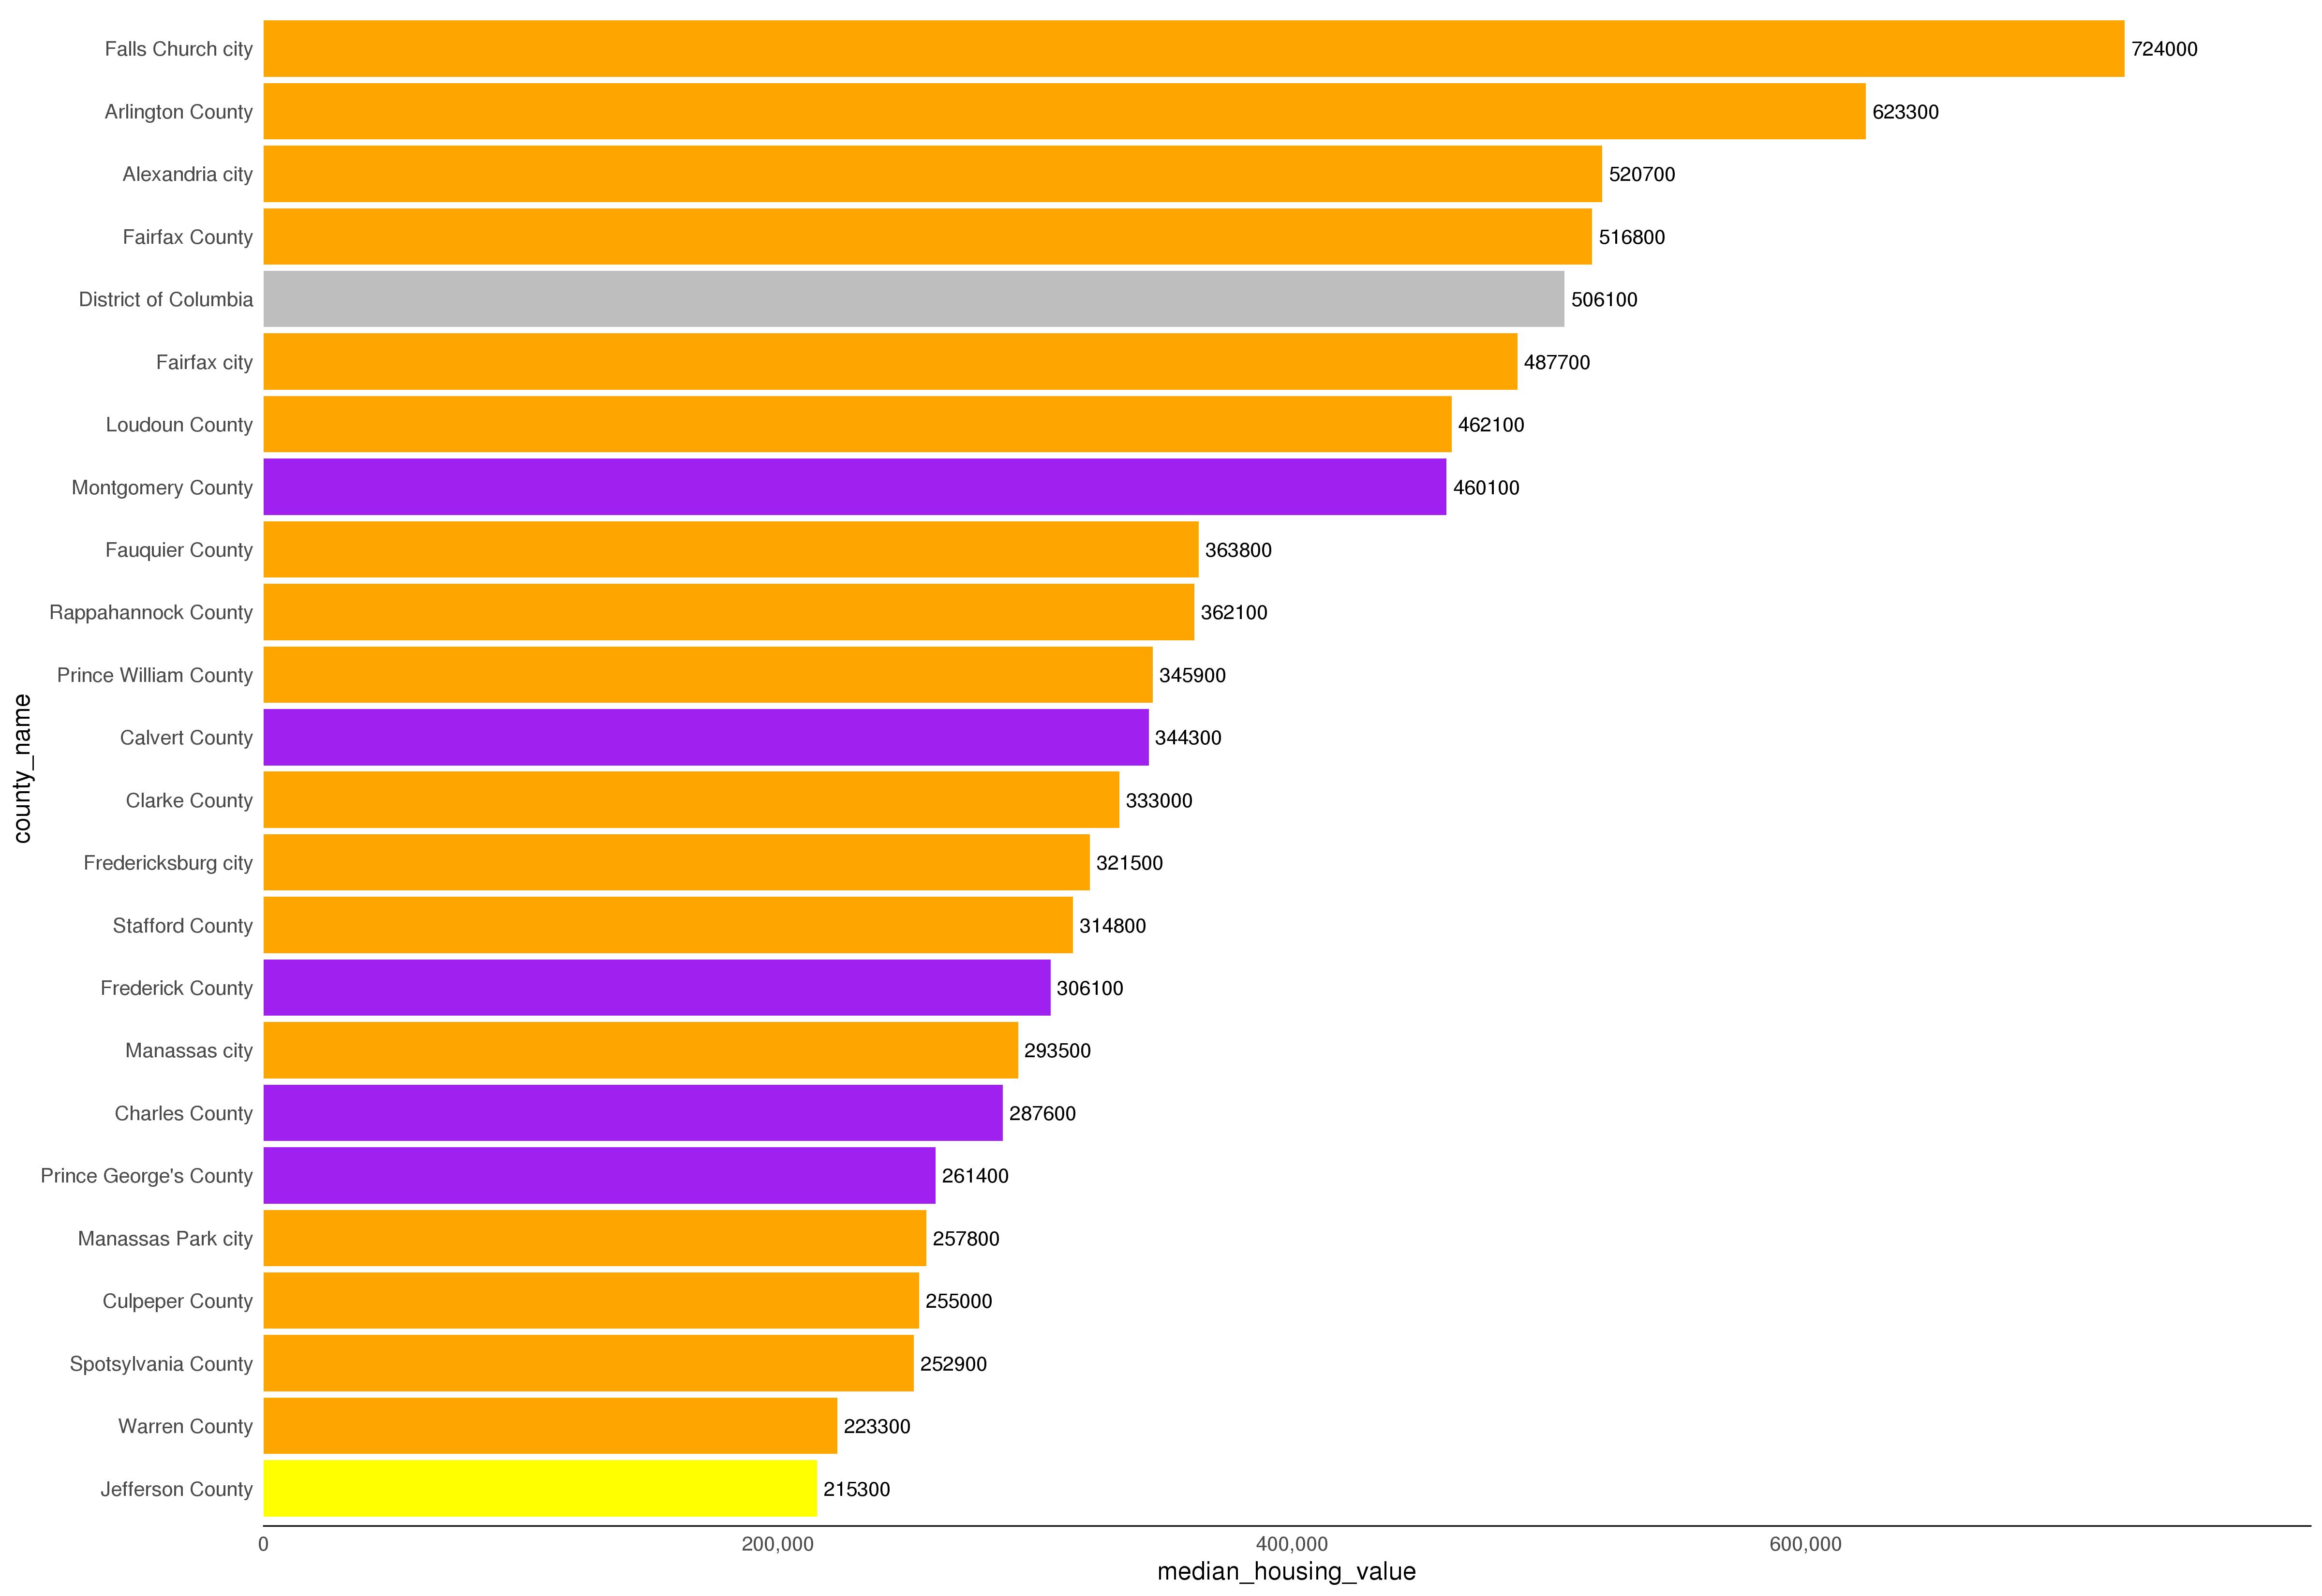 Falls Church city 724000
Arlington County 623300
Alexandria city 520700
Fairfax County 516800
District of Columbia 506100
Fairfax city 487700
Loudoun County 462100
Montgomery County 460100
Fauquier County 363800
Rappahannock County 362100
Prince William County 345900
Calvert County 344300
Clarke County 333000
Fredericksburg city 321500
Stafford County 314800
Frederick County 306100
Manassas city 293500
Charles County 287600
Prince George's County 261400
Manassas Park city 257800
Culpeper County 255000
Spotsylvania County 252900
Warren County 223300
Jefferson County 215300
county_name
0 200,000 400,000 600,000
median_housing_value